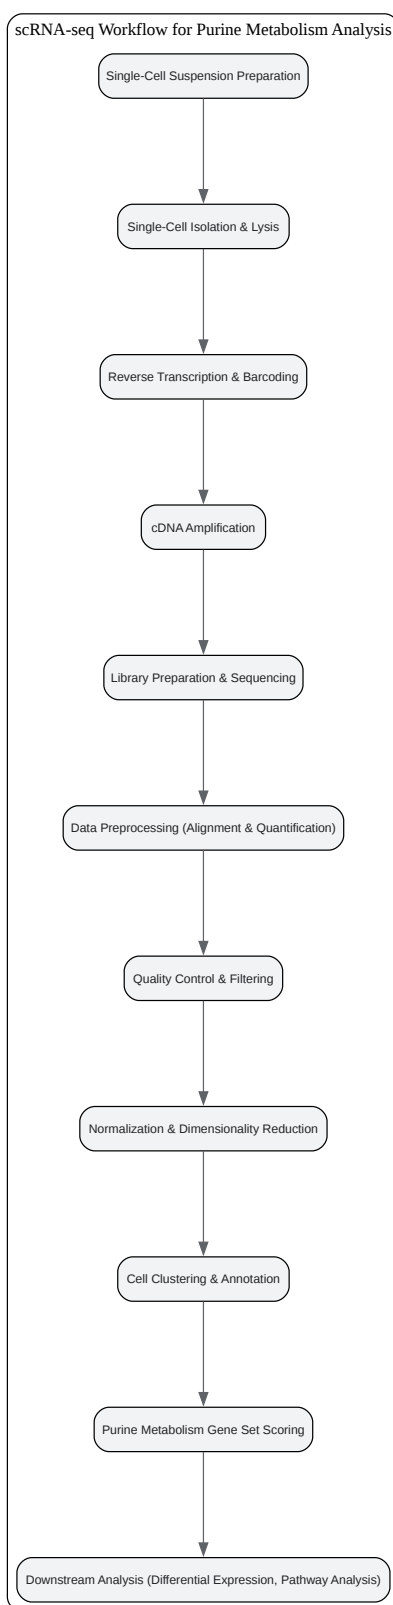 scRNA-seq Workflow for Purine Metabolism Analysis
Single-Cell Suspension Preparation
Single-Cell Isolation & Lysis
Reverse Transcription & Barcoding
cDNA Amplification
Library Preparation & Sequencing
Data Preprocessing (Alignment & Quantification)
Quality Control & Filtering
Normalization & Dimensionality Reduction
Cell Clustering & Annotation
Purine Metabolism Gene Set Scoring
Downstream Analysis (Differential Expression, Pathway Analysis)